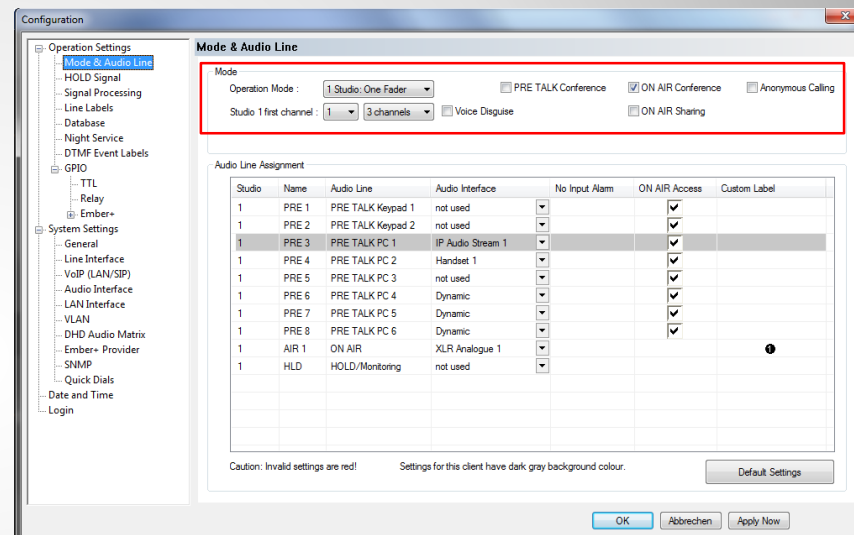 Configuration
Operation Settings
Mode & Audio Line
HOLD Signal
Signal Processing
Line Labels
Database
Night Service
DTMF Event Labels
GPIO
TTL
Relay
Ember+
System Settings
General
Line Interface
VoIP (LAN/SIP)
Audio Interface
LAN Interface
VLAN
DHD Audio Matrix
Ember+ Provider
SNMP
Quick Dials
Date and Time
Login
Mode & Audio Line
Mode
Operation Mode : 1 Studio: One Fader PRE TALK Conference ON AIR Conference Anonymous Calling
Studio 1 first channel : 1 3 channels Voice Disguise ON AIR Sharing
Audio Line Assignment
Studio Name Audio Line Audio Interface No Input Alarm ON AIR Access Custom Label
1 PRE 1 PRE TALK Keypad 1 not used
1 PRE 2 PRE TALK Keypad 2 not used
1 PRE 3 PRE TALK PC 1 IP Audio Stream 1
1 PRE 4 PRE TALK PC 2 Handset 1
1 PRE 5 PRE TALK PC 3 not used
1 PRE 6 PRE TALK PC 4 Dynamic
1 PRE 7 PRE TALK PC 5 Dynamic
1 PRE 8 PRE TALK PC 6 Dynamic
1 AIR 1 ON AIR XLR Analogue 1 ❶
1 HLD HOLD/Monitoring not used
Caution: Invalid settings are red! Settings for this client have dark gray background colour.
Default Settings
OK Abbrechen Apply Now